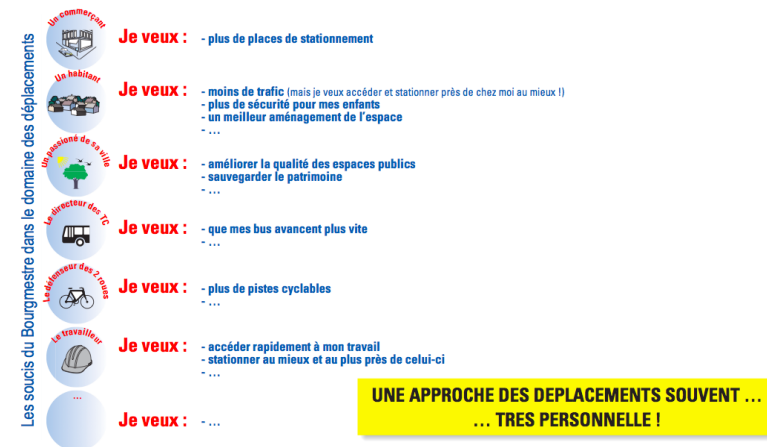 Les soucis du Bourgmestre dans le domaine des déplacements
Un commerçant
Je veux :
- plus de places de stationnement
Un habitant
Je veux :
- moins de trafic (mais je veux accéder et stationner près de chez moi au mieux !)
- plus de sécurité pour mes enfants
- un meilleur aménagement de l'espace
- …
Un passioné de sa ville
Je veux :
- améliorer la qualité des espaces publics
- sauvegarder le patrimoine
- …
Le directeur des TC
Je veux :
- que mes bus avancent plus vite
- …
Le défenseur des 2 roues
Je veux :
- plus de pistes cyclables
- …
Le travailleur
Je veux :
- accéder rapidement à mon travail
- stationner au mieux et au plus près de celui-ci
- …
…
Je veux :
- …
UNE APPROCHE DES DEPLACEMENTS SOUVENT …
… TRES PERSONNELLE !